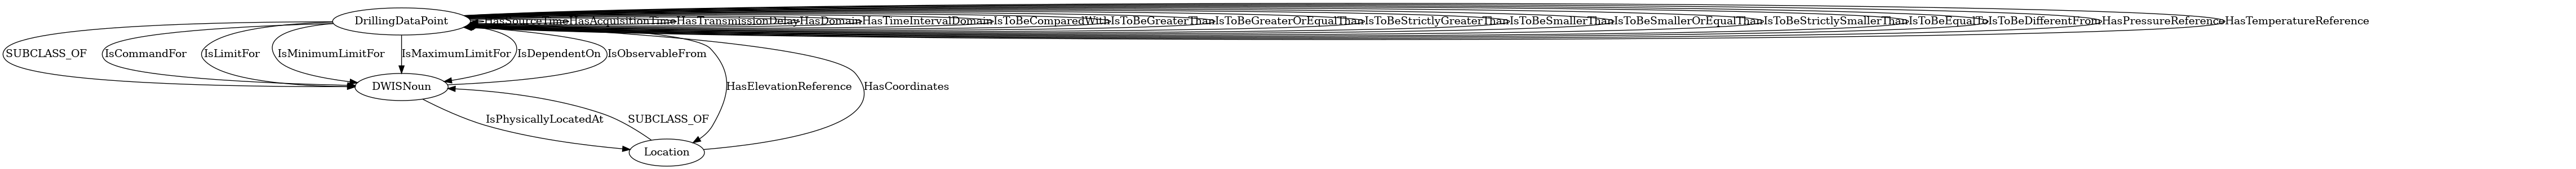 DrillingDataPoint
HasSourceTime
HasAcquisitionTime
HasTransmissionDelay
HasDomain
HasTimeIntervalDomain
IsToBeComparedWith
IsToBeGreaterThan
IsToBeGreaterOrEqualThan
IsToBeStrictlyGreaterThan
IsToBeSmallerThan
IsToBeSmallerOrEqualThan
IsToBeStrictlySmallerThan
IsToBeEqualTo
IsToBeDifferentFrom
HasPressureReference
HasTemperatureReference
SUBCLASS_OF
IsCommandFor
IsLimitFor
IsMinimumLimitFor
IsMaximumLimitFor
IsDependentOn
IsObservableFrom
DWISNoun
HasElevationReference
HasCoordinates
IsPhysicallyLocatedAt
SUBCLASS_OF
Location